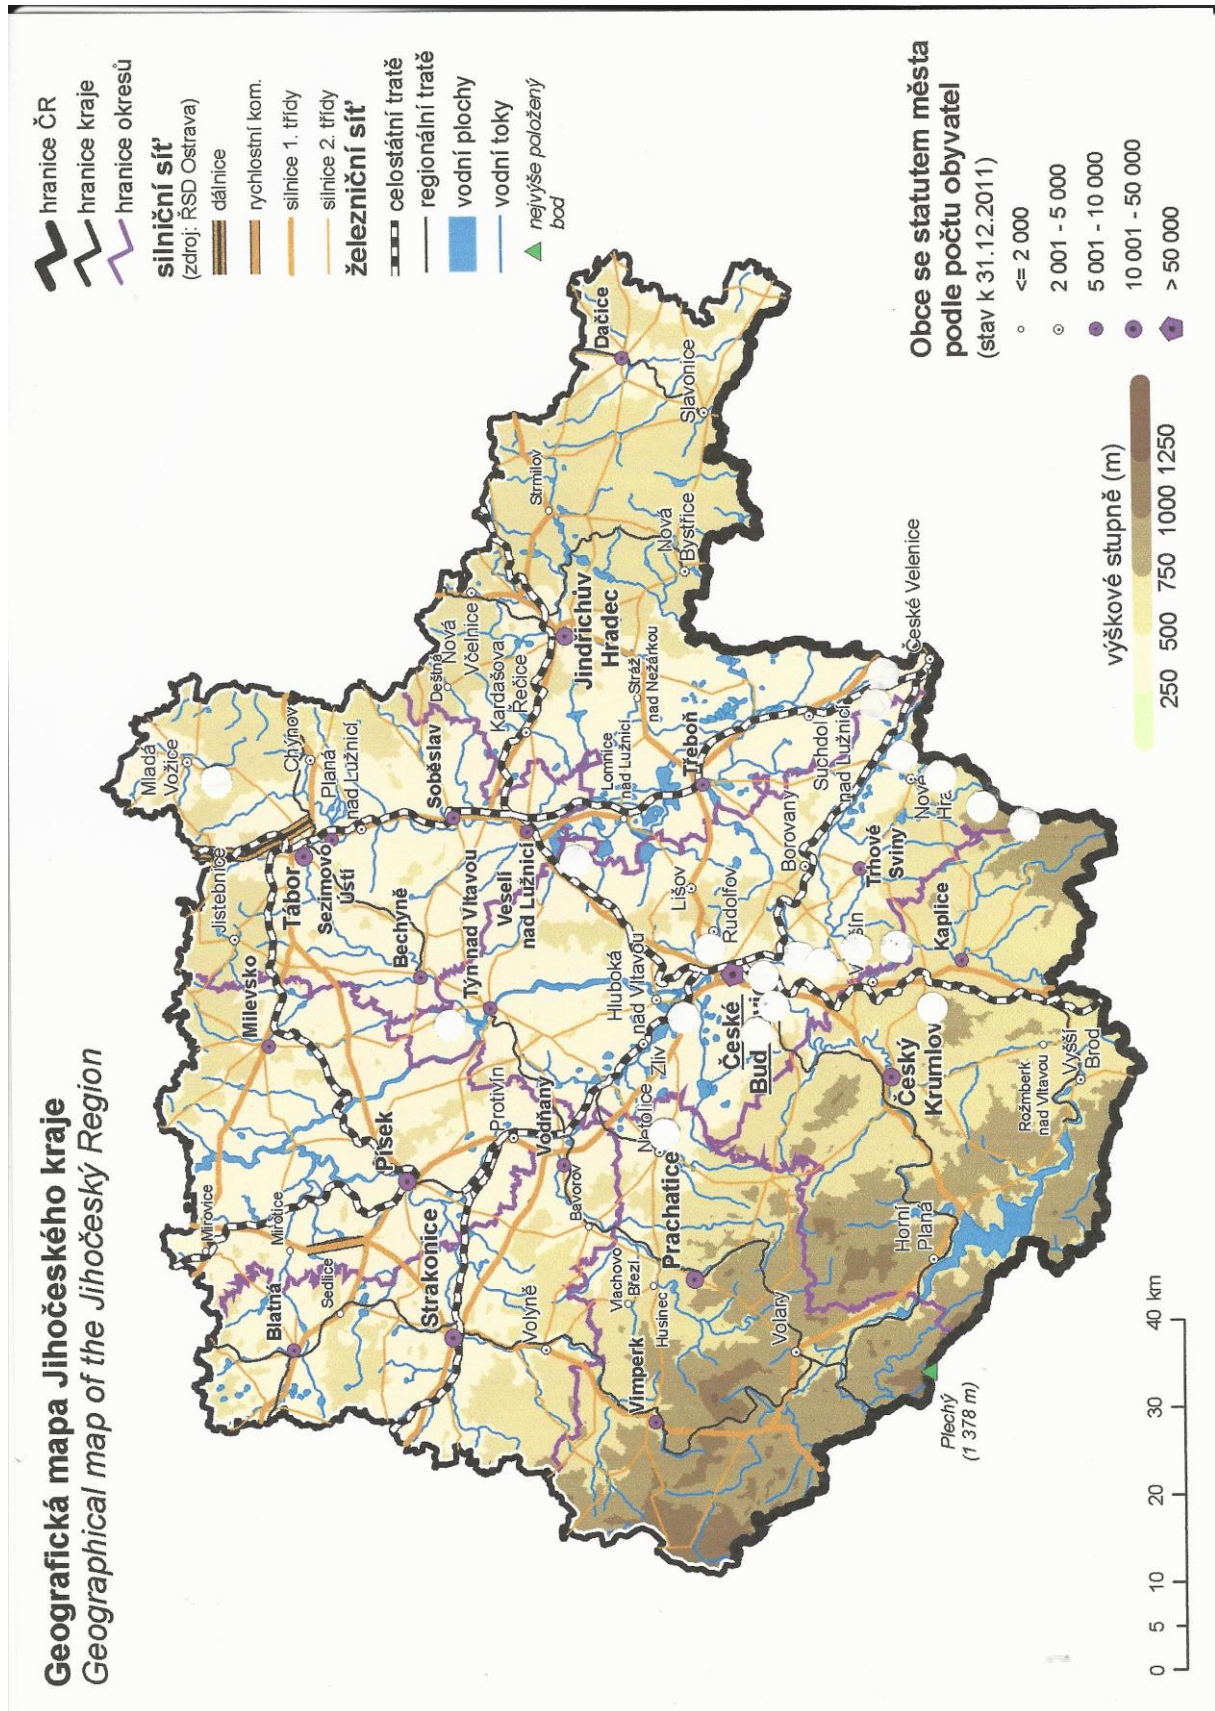 Geografická mapa Jihočeského kraje
Geographical map of the Jihočeský Region
hranice ČR
hranice kraje
hranice okresů
silniční síť
(zdroj: ŘSD Ostrava)
dálnice
rychlostní kom.
silnice 1. třídy
silnice 2. třídy
železniční síť
celostátní tratě
regionální tratě
vodní plochy
vodní toky
nejvýše položený
bod
Mladá
Vožice
Chýnov
Planá
nad Lužnicí
Jistebnice
Tábor
Sezimovo
Ústí
Milevsko
Bechyně
Soběslav
Deštná
Nová
Včelnice
Kardašova
Řečice
Jindřichův
Hradec
Strmilov
Dačice
Slavonice
Nová
Bystřice
Stráž
nad Nežárkou
Lomnice
nad Lužnicí
Třeboň
Suchdol
nad Lužnicí
České Velenice
Veselí
nad Lužnicí
Týn nad Vltavou
Mirovice
Mirotice
Písek
Blatná
Sedlice
Strakonice
Protivín
Vodňany
Bavorov
Volyně
Vlachovo
Březí
Husinec
Vimperk
Prachatice
Netolice
Zliv
Hluboká
nad Vltavou
Lišov
Rudolfov
České
Bud
Borovany
Trhové
Sviny
Nové
Hra
šín
Kaplice
Český
Krumlov
Volary
Horní
Planá
Rožmberk
nad Vltavou
Vyšší
Brod
Plechý
(1 378 m)
Obce se statutem města
podle počtu obyvatel
(stav k 31.12.2011)
<= 2 000
2 001 - 5 000
5 001 - 10 000
10 001 - 50 000
> 50 000
výškové stupně (m)
250 500 750 1000 1250
0 5 10 20 30 40 km